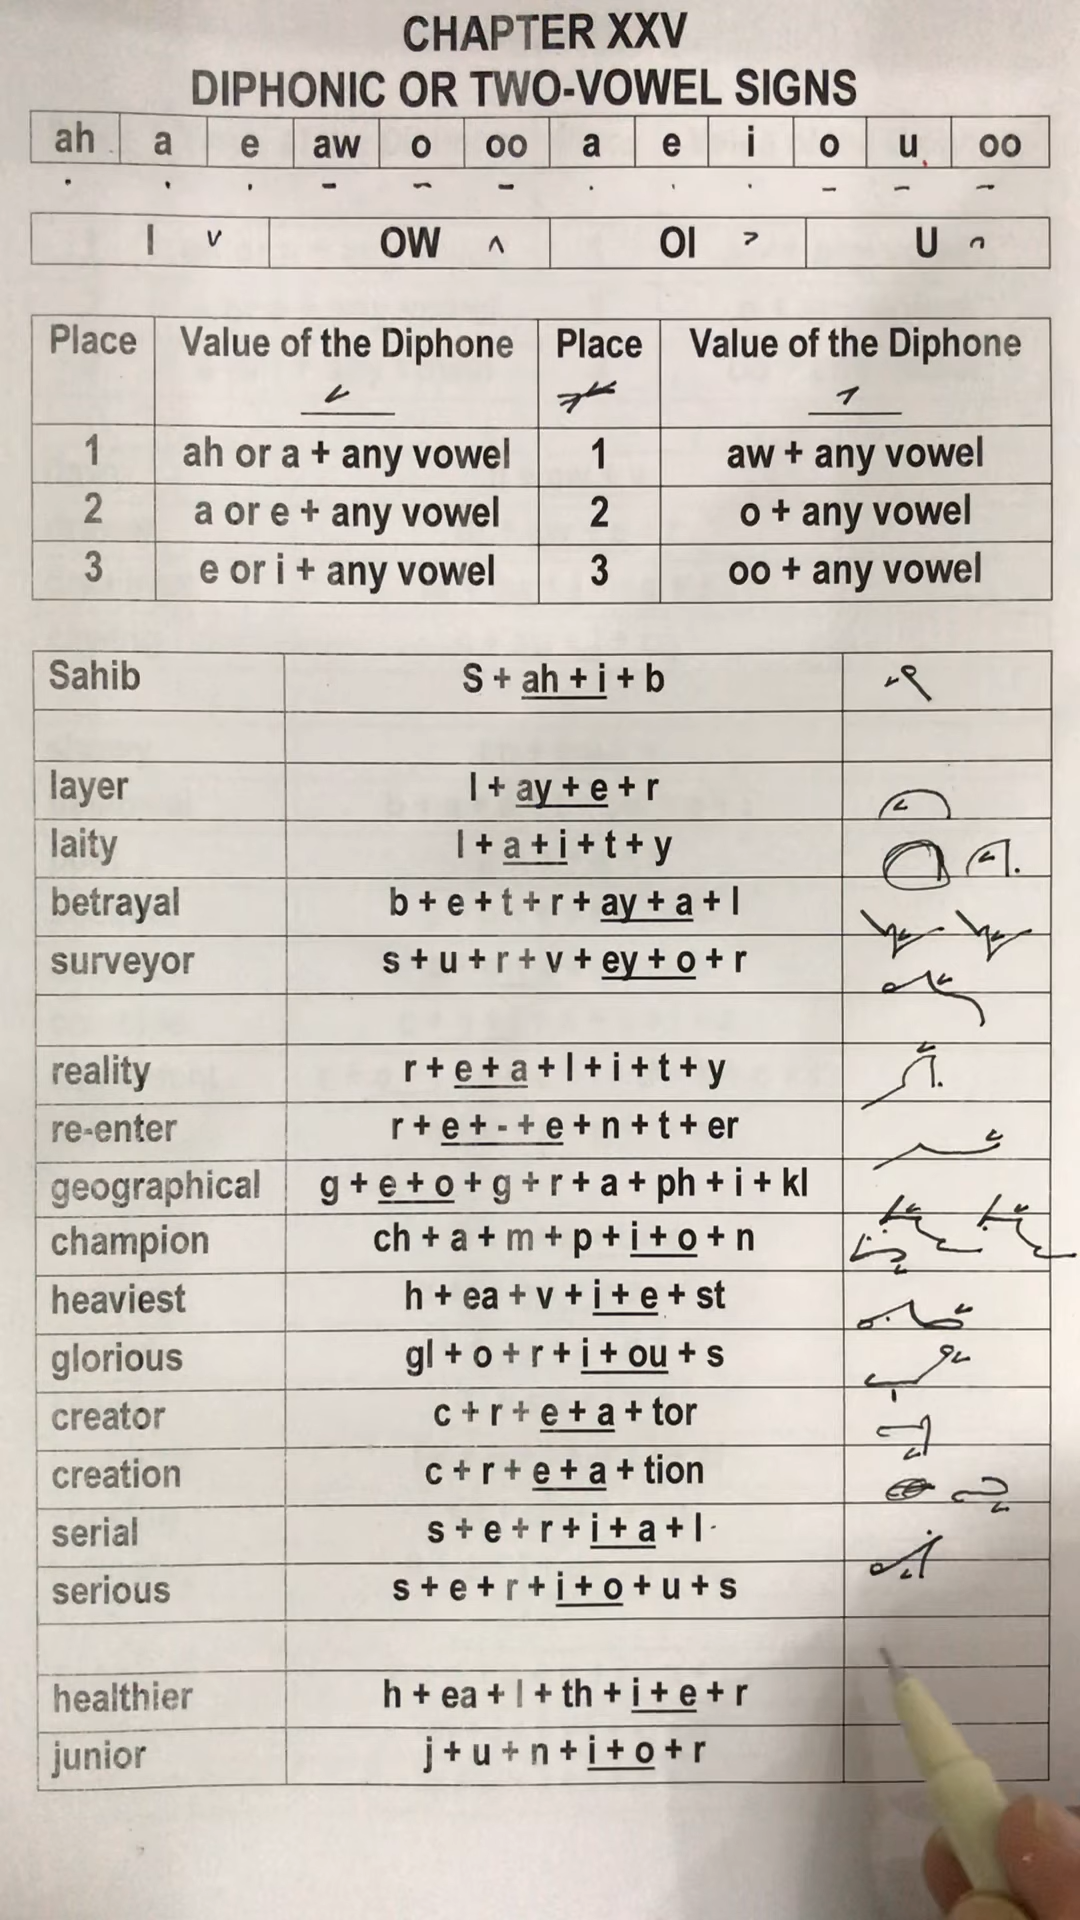 CHAPTER XXV
DIPHONIC OR TWO-VOWEL SIGNS
ah a e aw o oo a e i o u oo
I OW OI U
Place Value of the Diphone Place Value of the Diphone
1 ah or a + any vowel 1 aw + any vowel
2 a or e + any vowel 2 o + any vowel
3 e or i + any vowel 3 oo + any vowel
Sahib S + ah + i + b
layer l + ay + e + r
laity l + a + i + t + y
betrayal b + e + t + r + ay + a + l
surveyor s + u + r + v + ey + o + r
reality r + e + a + l + i + t + y
re-enter r + e + - + e + n + t + er
geographical g + e + o + g + r + a + ph + i + kl
champion ch + a + m + p + i + o + n
heaviest h + ea + v + i + e + st
glorious gl + o + r + i + ou + s
creator c + r + e + a + tor
creation c + r + e + a + tion
serial s + e + r + i + a + l
serious s + e + r + i + o + u + s
healthier h + ea + l + th + i + e + r
junior j + u + n + i + o + r